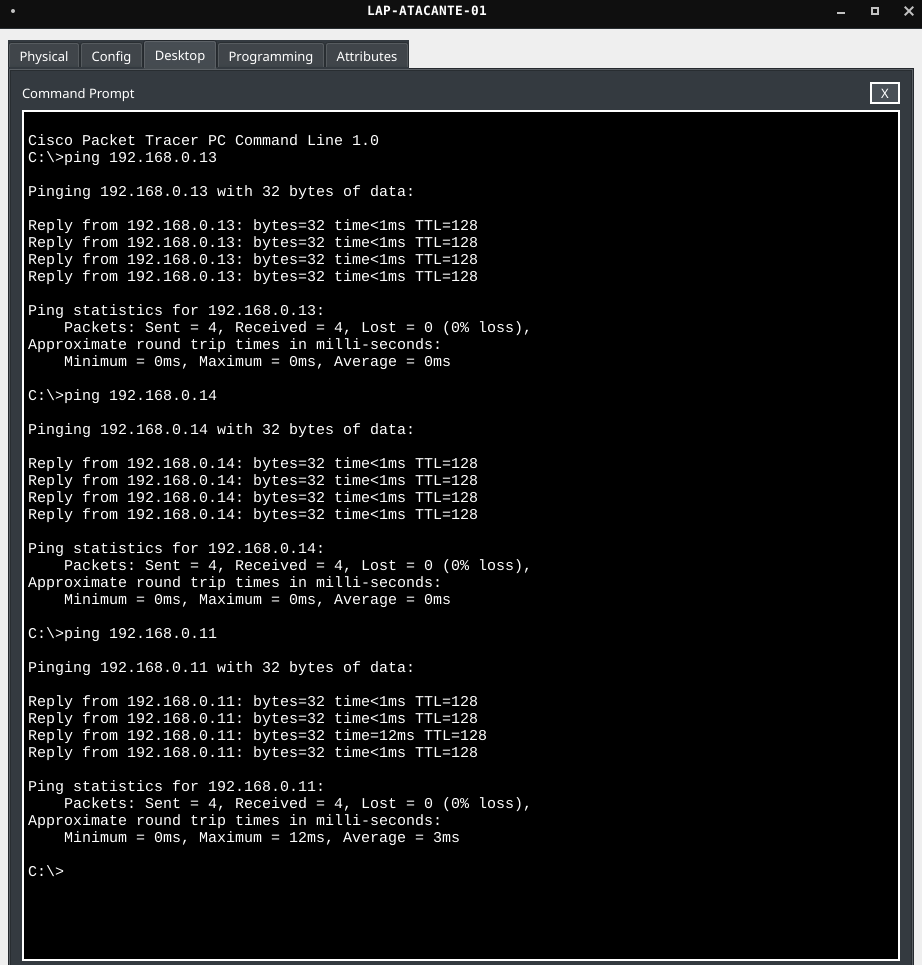 LAP-ATACANTE-01
Physical Config Desktop Programming Attributes
Command Prompt X
Cisco Packet Tracer PC Command Line 1.0
C:\>ping 192.168.0.13
Pinging 192.168.0.13 with 32 bytes of data:
Reply from 192.168.0.13: bytes=32 time<1ms TTL=128
Reply from 192.168.0.13: bytes=32 time<1ms TTL=128
Reply from 192.168.0.13: bytes=32 time<1ms TTL=128
Reply from 192.168.0.13: bytes=32 time<1ms TTL=128
Ping statistics for 192.168.0.13:
    Packets: Sent = 4, Received = 4, Lost = 0 (0% loss),
Approximate round trip times in milli-seconds:
    Minimum = 0ms, Maximum = 0ms, Average = 0ms
C:\>ping 192.168.0.14
Pinging 192.168.0.14 with 32 bytes of data:
Reply from 192.168.0.14: bytes=32 time<1ms TTL=128
Reply from 192.168.0.14: bytes=32 time<1ms TTL=128
Reply from 192.168.0.14: bytes=32 time<1ms TTL=128
Reply from 192.168.0.14: bytes=32 time<1ms TTL=128
Ping statistics for 192.168.0.14:
    Packets: Sent = 4, Received = 4, Lost = 0 (0% loss),
Approximate round trip times in milli-seconds:
    Minimum = 0ms, Maximum = 0ms, Average = 0ms
C:\>ping 192.168.0.11
Pinging 192.168.0.11 with 32 bytes of data:
Reply from 192.168.0.11: bytes=32 time<1ms TTL=128
Reply from 192.168.0.11: bytes=32 time<1ms TTL=128
Reply from 192.168.0.11: bytes=32 time=12ms TTL=128
Reply from 192.168.0.11: bytes=32 time<1ms TTL=128
Ping statistics for 192.168.0.11:
    Packets: Sent = 4, Received = 4, Lost = 0 (0% loss),
Approximate round trip times in milli-seconds:
    Minimum = 0ms, Maximum = 12ms, Average = 3ms
C:\>